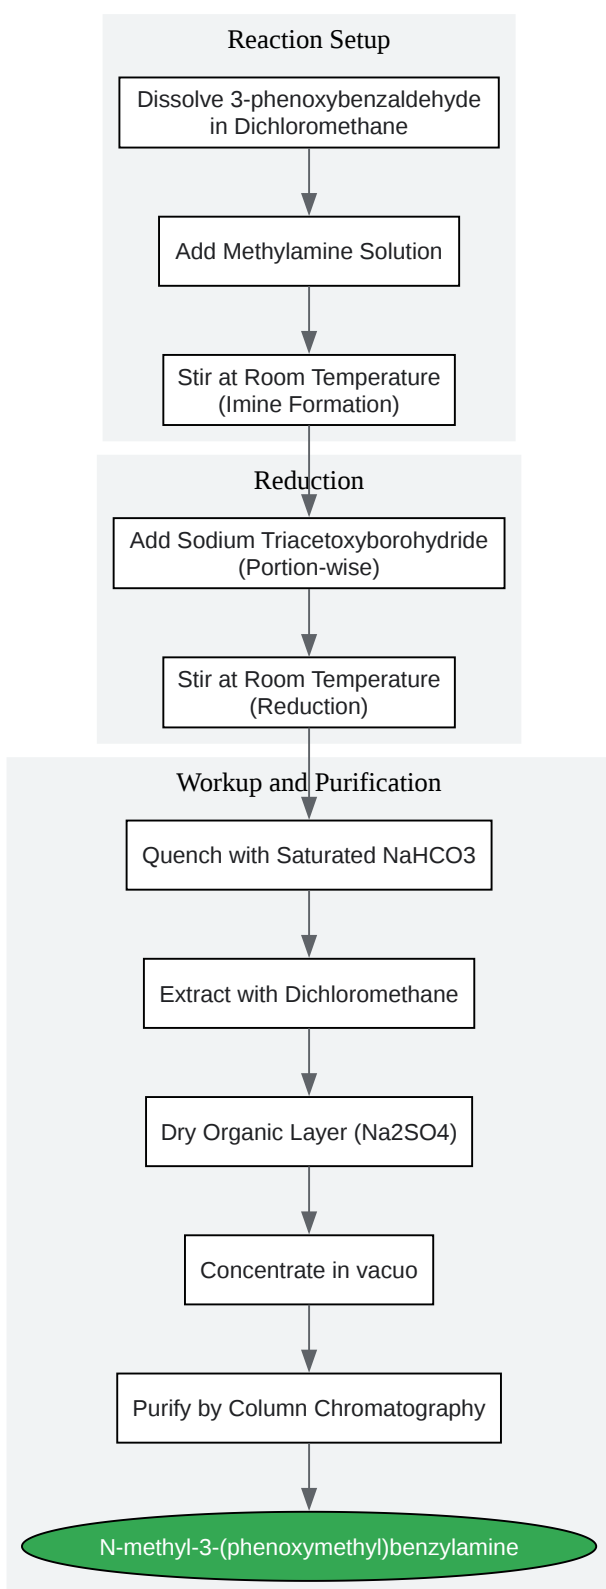 Reaction Setup
Dissolve 3-phenoxybenzaldehyde
in Dichloromethane
Add Methylamine Solution
Stir at Room Temperature
(Imine Formation)
Reduction
Add Sodium Triacetoxyborohydride
(Portion-wise)
Stir at Room Temperature
(Reduction)
Workup and Purification
Quench with Saturated NaHCO3
Extract with Dichloromethane
Dry Organic Layer (Na2SO4)
Concentrate in vacuo
Purify by Column Chromatography
N-methyl-3-(phenoxymethyl)benzylamine